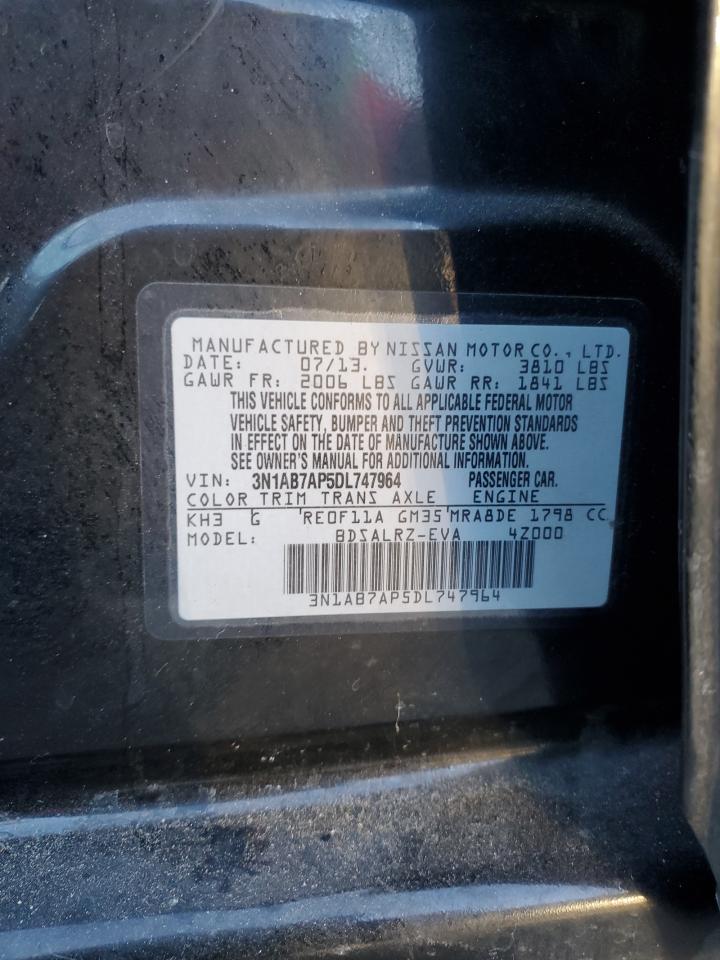 MANUFACTURED BY NISSAN MOTOR CO., LTD.
DATE: 07/13. GVWR: 3810 LBS
GAWR FR: 2006 LBS GAWR RR: 1841 LBS
THIS VEHICLE CONFORMS TO ALL APPLICABLE FEDERAL MOTOR
VEHICLE SAFETY, BUMPER AND THEFT PREVENTION STANDARDS
IN EFFECT ON THE DATE OF MANUFACTURE SHOWN ABOVE.
SEE OWNER'S MANUAL FOR ADDITIONAL INFORMATION.
VIN: 3N1AB7AP5DL747964 PASSENGER CAR.
COLOR TRIM TRANS AXLE ENGINE
KH3 G RE0F11A GM35 MRA8DE 1798 CC
MODEL: BDSALRZ-EVA 4Z000
3N1AB7AP5DL747964